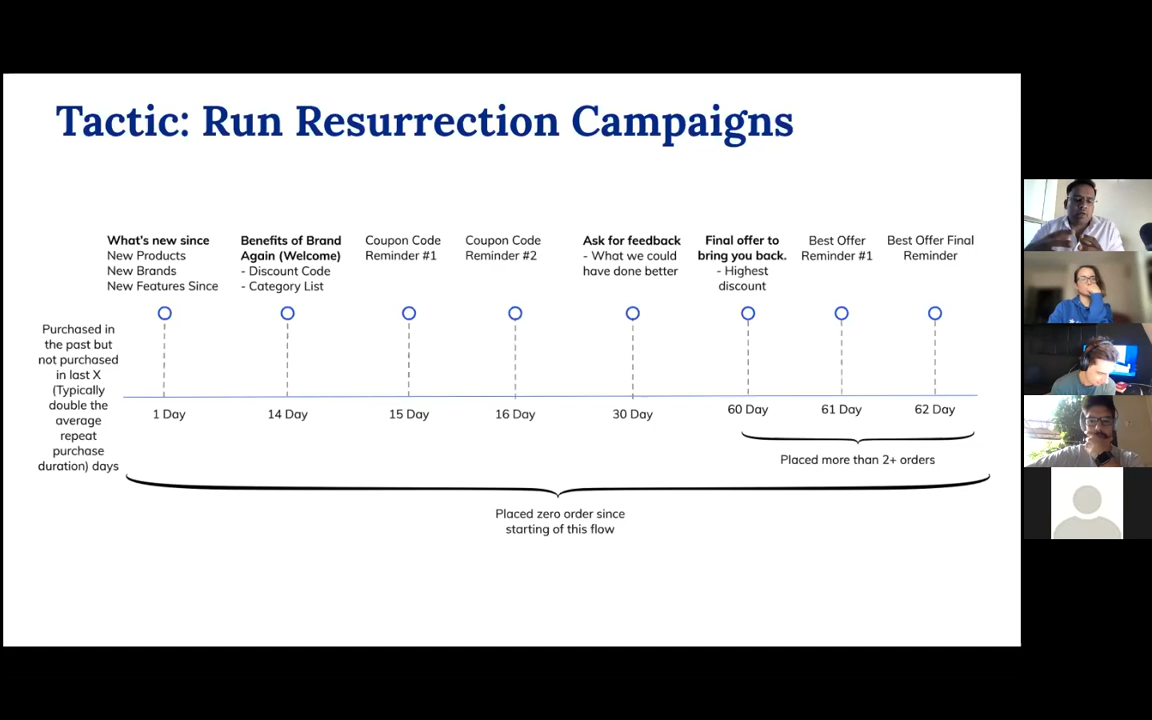 Tactic: Run Resurrection Campaigns
What's new since
New Products
New Brands
New Features Since
Benefits of Brand
Again (Welcome)
- Discount Code
- Category List
Coupon Code
Reminder #1
Coupon Code
Reminder #2
Ask for feedback
- What we could
have done better
Final offer to
bring you back.
- Highest
discount
Best Offer
Reminder #1
Best Offer Final
Reminder
Purchased in
the past but
not purchased
in last X
(Typically
double the
average
repeat
purchase
duration) days
1 Day
14 Day
15 Day
16 Day
30 Day
60 Day
61 Day
62 Day
Placed more than 2+ orders
Placed zero order since
starting of this flow